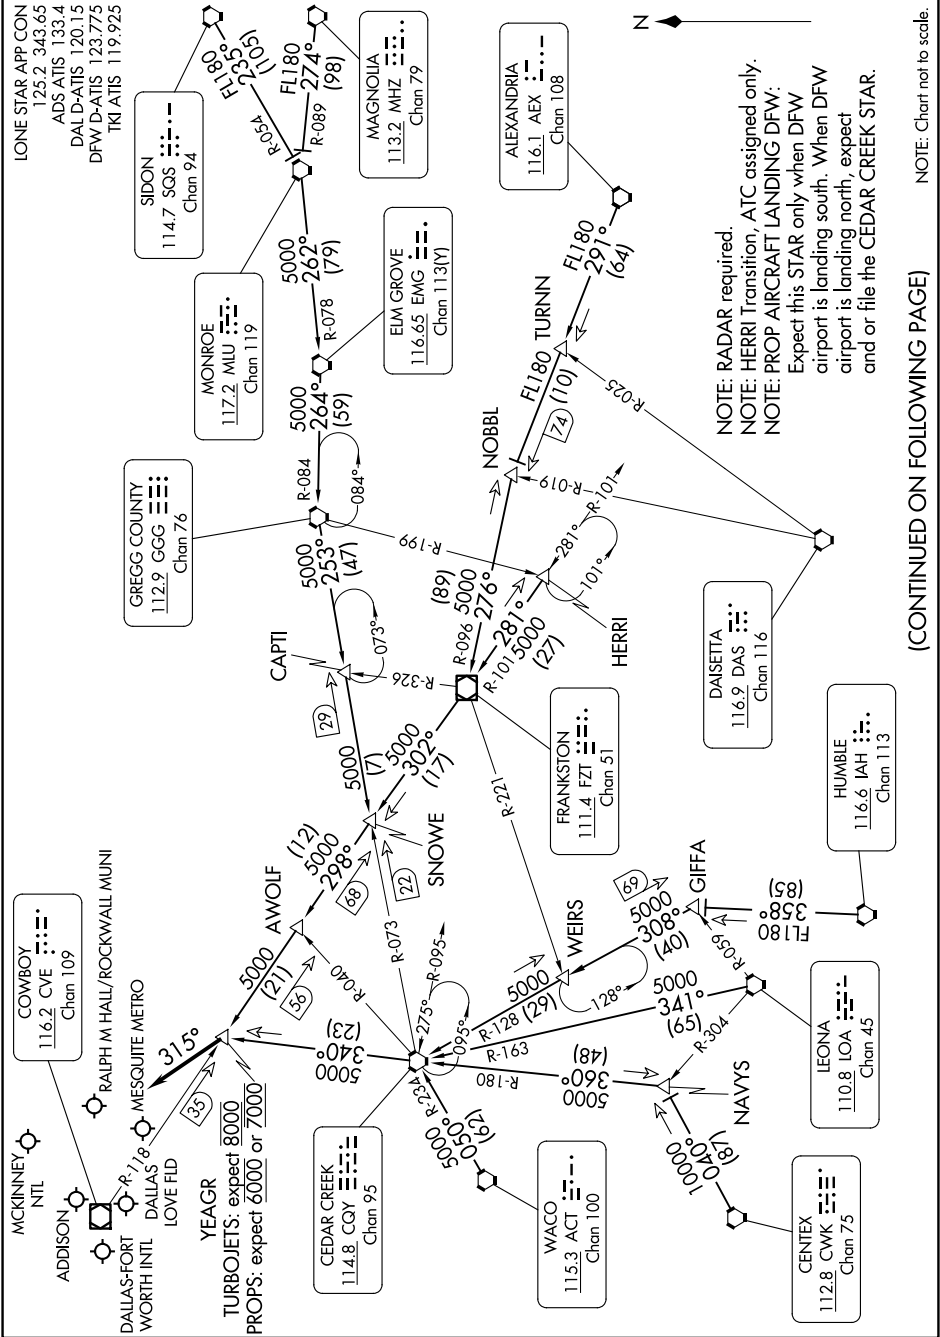 LONE STAR APP CON
125.2 343.65
ADS ATIS 133.4
DAL D-ATIS 120.15
DFW D-ATIS 123.775
TKI ATIS 119.925
SIDON
114.7 SQS
Chan 94
FL180
235°
(105)
R-054
FL180
274°
(98)
R-089
MAGNOLIA
113.2 MHZ
Chan 79
MONROE
117.2 MLU
Chan 119
5000
262°
(79)
R-078
ELM GROVE
116.65 EMG
Chan 113(Y)
5000
264°
(59)
R-084
084°
GREGG COUNTY
112.9 GGG
Chan 76
5000
253°
(47)
R-199
CAPTI
073°
R-326
29
5000
(7)
ALEXANDRIA
116.1 AEX
Chan 108
FL180
291°
(64)
TURNN
FL180
(10)
74
R-025
NOBBL
R-019
(89)
5000
276°
R-096
R-101
281°
5000
(27)
281°
R-101
101°
HERRI
DAISETTA
116.9 DAS
Chan 116
FRANKSTON
111.4 FZT
Chan 51
5000
302°
(17)
R-221
SNOWE
22
68
(12)
5000
298°
AWOLF
5000
(21)
56
R-040
R-073
R-095
275°
095°
COWBOY
116.2 CVE
Chan 109
RALPH M HALL/ROCKWALL MUNI
MESQUITE METRO
MCKINNEY
NTL
ADDISON
DALLAS-FORT
WORTH INTL
DALLAS
LOVE FLD
R-118
35
315°
YEAGR
TURBOJETS: expect 8000
PROPS: expect 6000 or 7000
5000
340°
(23)
CEDAR CREEK
114.8 CQY
Chan 95
R-234
5000
050°
(62)
WACO
115.3 ACT
Chan 100
R-128
5000
(29)
WEIRS
128°
5000
308°
(40)
69
GIFFA
FL180
358°
(85)
HUMBLE
116.6 IAH
Chan 113
R-163
5000
341°
(65)
R-059
R-304
LEONA
110.8 LOA
Chan 45
R-180
5000
360°
(48)
NAVYS
10000
040°
(87)
CENTEX
112.8 CWK
Chan 75
N
NOTE: RADAR required.
NOTE: HERRI Transition, ATC assigned only.
NOTE: PROP AIRCRAFT LANDING DFW:
Expect this STAR only when DFW
airport is landing south. When DFW
airport is landing north, expect
and or file the CEDAR CREEK STAR.
NOTE: Chart not to scale.
(CONTINUED ON FOLLOWING PAGE)